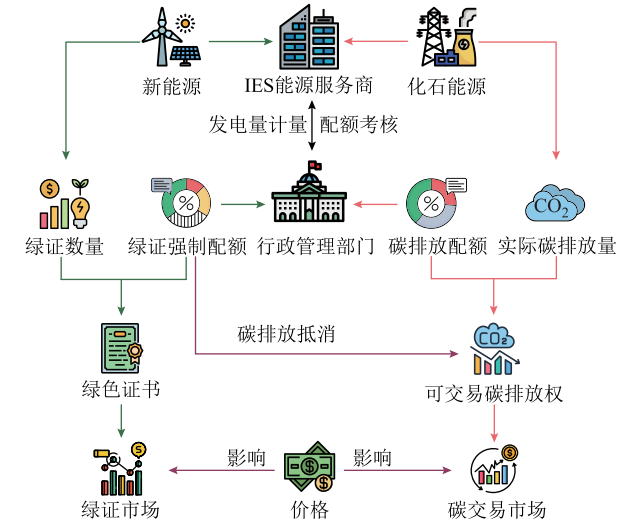 新能源
IES能源服务商
化石能源
发电量计量
配额考核
%
%
CO2
绿证数量
绿证强制配额
行政管理部门
碳排放配额
实际碳排放量
碳排放抵消
CO2
绿色证书
可交易碳排放权
$
影响
影响
绿证市场
价格
碳交易市场